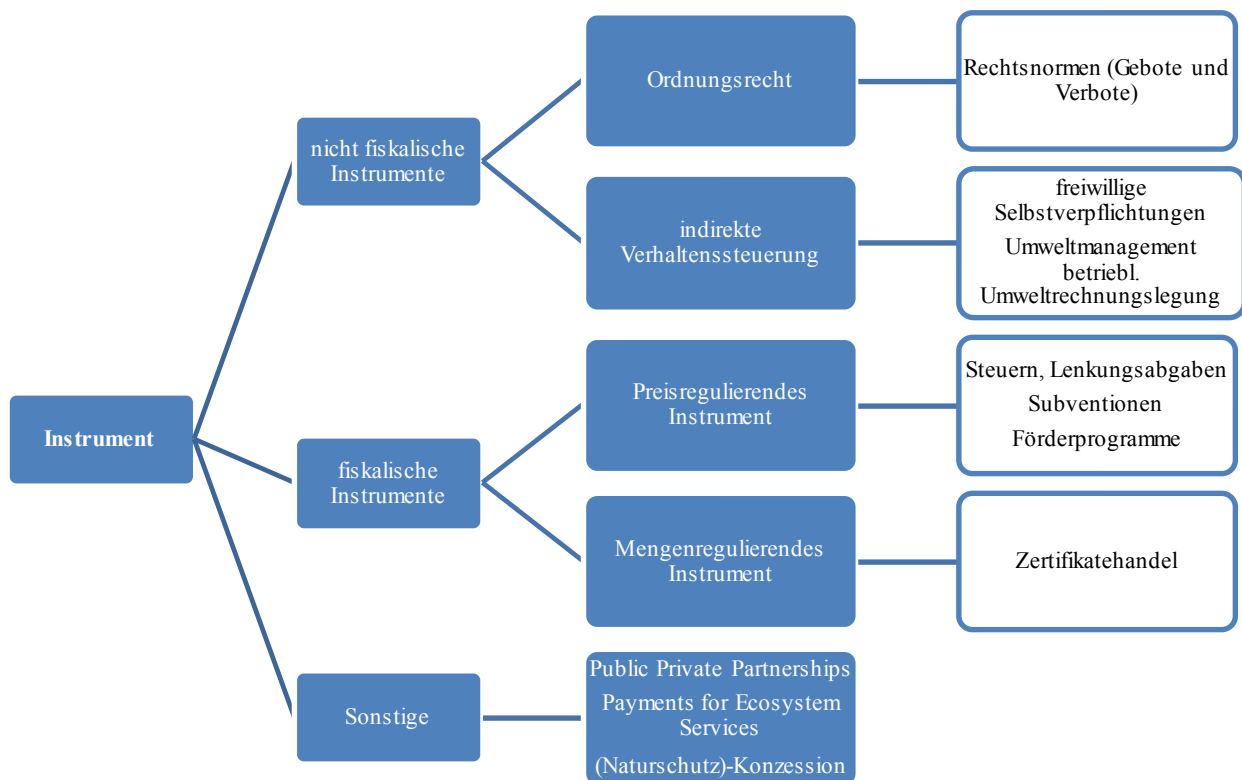 Instrument
nicht fiskalische
Instrumente
Ordnungsrecht
Rechtsnormen (Gebote und
Verbote)
indirekte
Verhaltenssteuerung
freiwillige
Selbstverpflichtungen
Umweltmanagement
betriebl.
Umweltrechnungslegung
fiskalische
Instrumente
Preisregulierendes
Instrument
Steuern, Lenkungsabgaben
Subventionen
Förderprogramme
Mengenregulierendes
Instrument
Zertifikatehandel
Sonstige
Public Private Partnerships
Payments for Ecosystem
Services
(Naturschutz)-Konzession